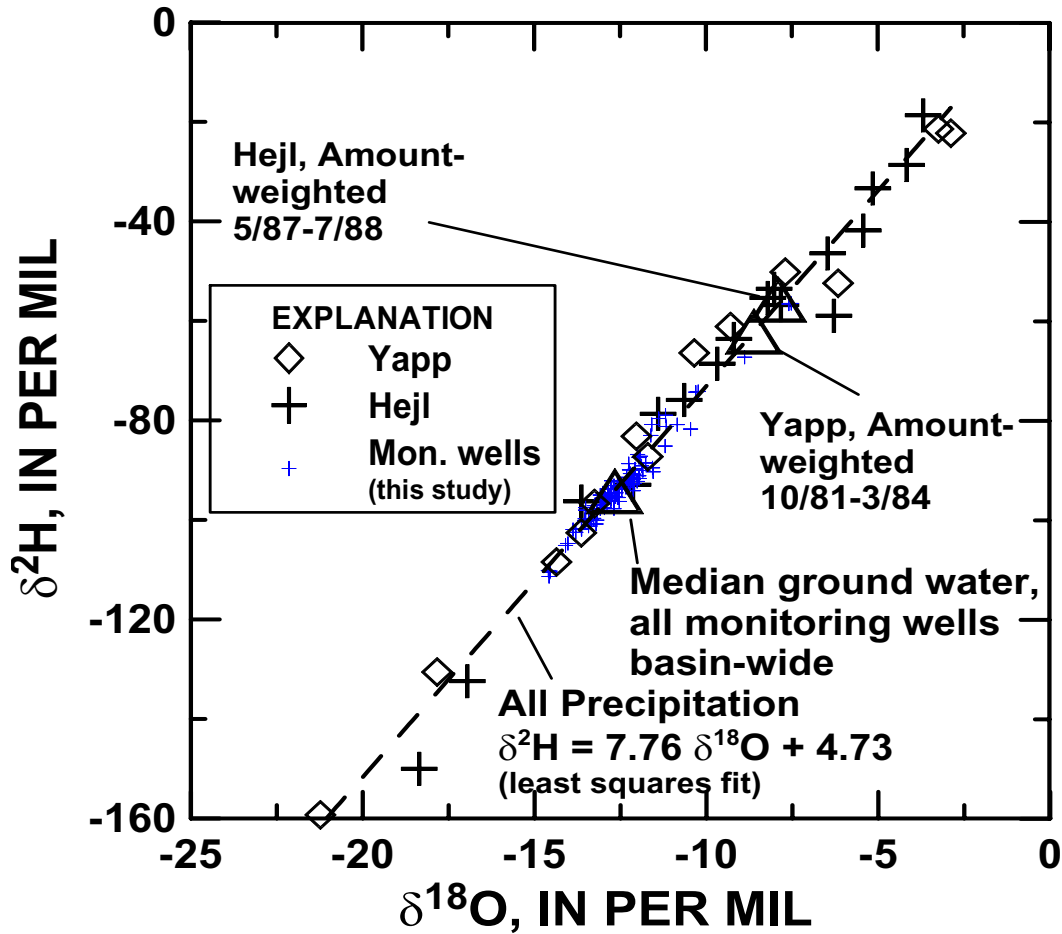 0
-40
-80
-120
-160
δ²H, IN PER MIL
Hejl, Amount-
weighted
5/87-7/88
EXPLANATION
Yapp
Hejl
Mon. wells
(this study)
Yapp, Amount-
weighted
10/81-3/84
Median ground water,
all monitoring wells
basin-wide
All Precipitation
δ²H = 7.76 δ¹⁸O + 4.73
(least squares fit)
-25 -20 -15 -10 -5 0
δ¹⁸O, IN PER MIL